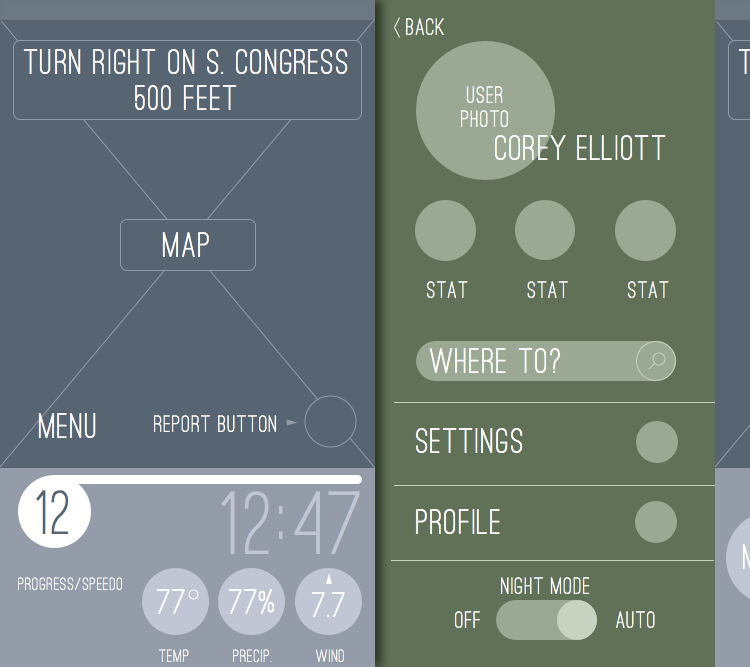 TURN RIGHT ON S. CONGRESS
500 FEET
MAP
MENU
REPORT BUTTON
12
12:47
PROGRESS/SPEEDO
77°
77%
7.7
TEMP
PRECIP.
WIND
BACK
USER
PHOTO
COREY ELLIOTT
STAT
STAT
STAT
WHERE TO?
SETTINGS
PROFILE
NIGHT MODE
OFF
AUTO